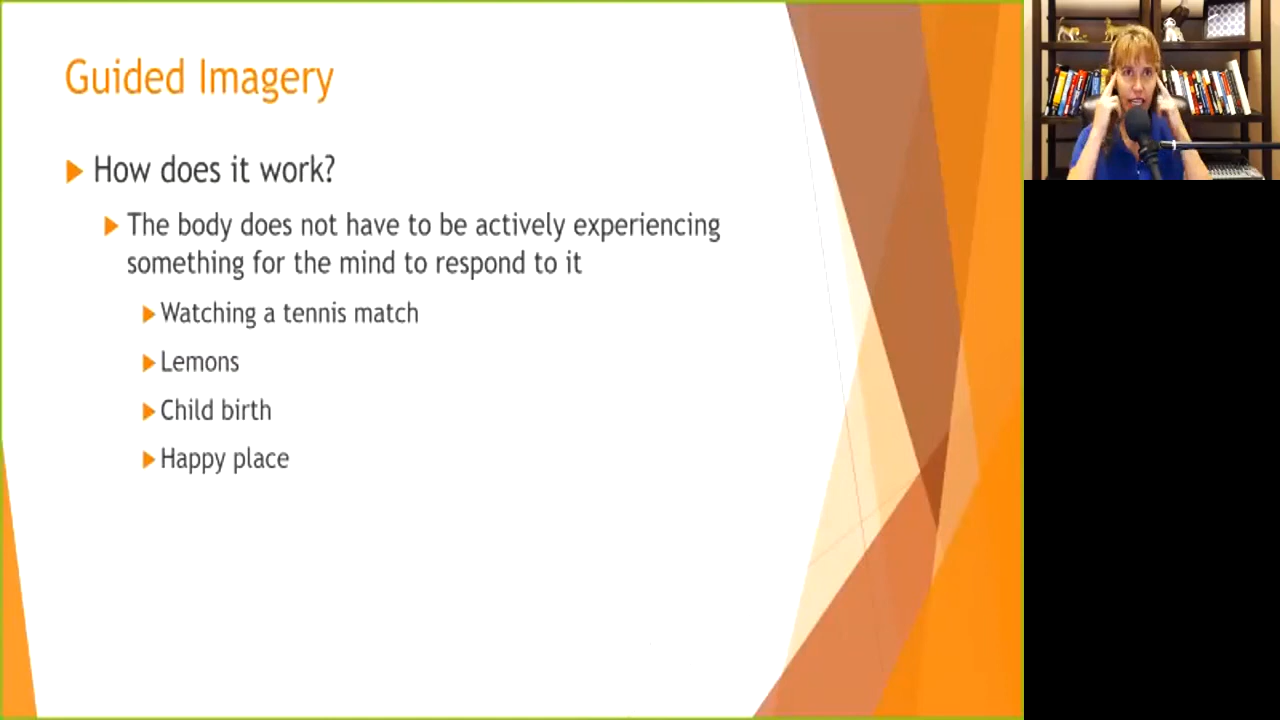 Guided Imagery
How does it work?
The body does not have to be actively experiencing
something for the mind to respond to it
Watching a tennis match
Lemons
Child birth
Happy place